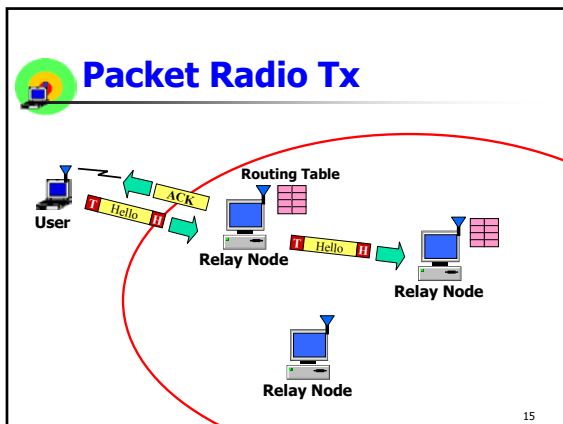 Packet Radio Tx
Routing Table
ACK
User
T Hello H
Relay Node
T Hello H
Relay Node
Relay Node
15